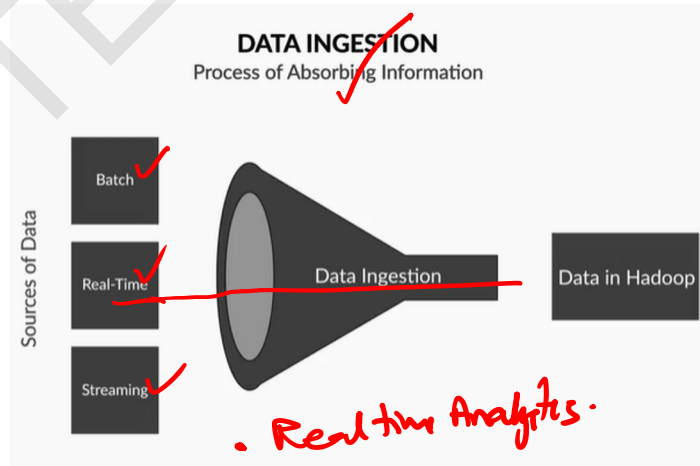 DATA INGESTION
Process of Absorbing Information
Sources of Data
Batch
Real-Time
Streaming
Data Ingestion
Data in Hadoop
. Real time Analytics.